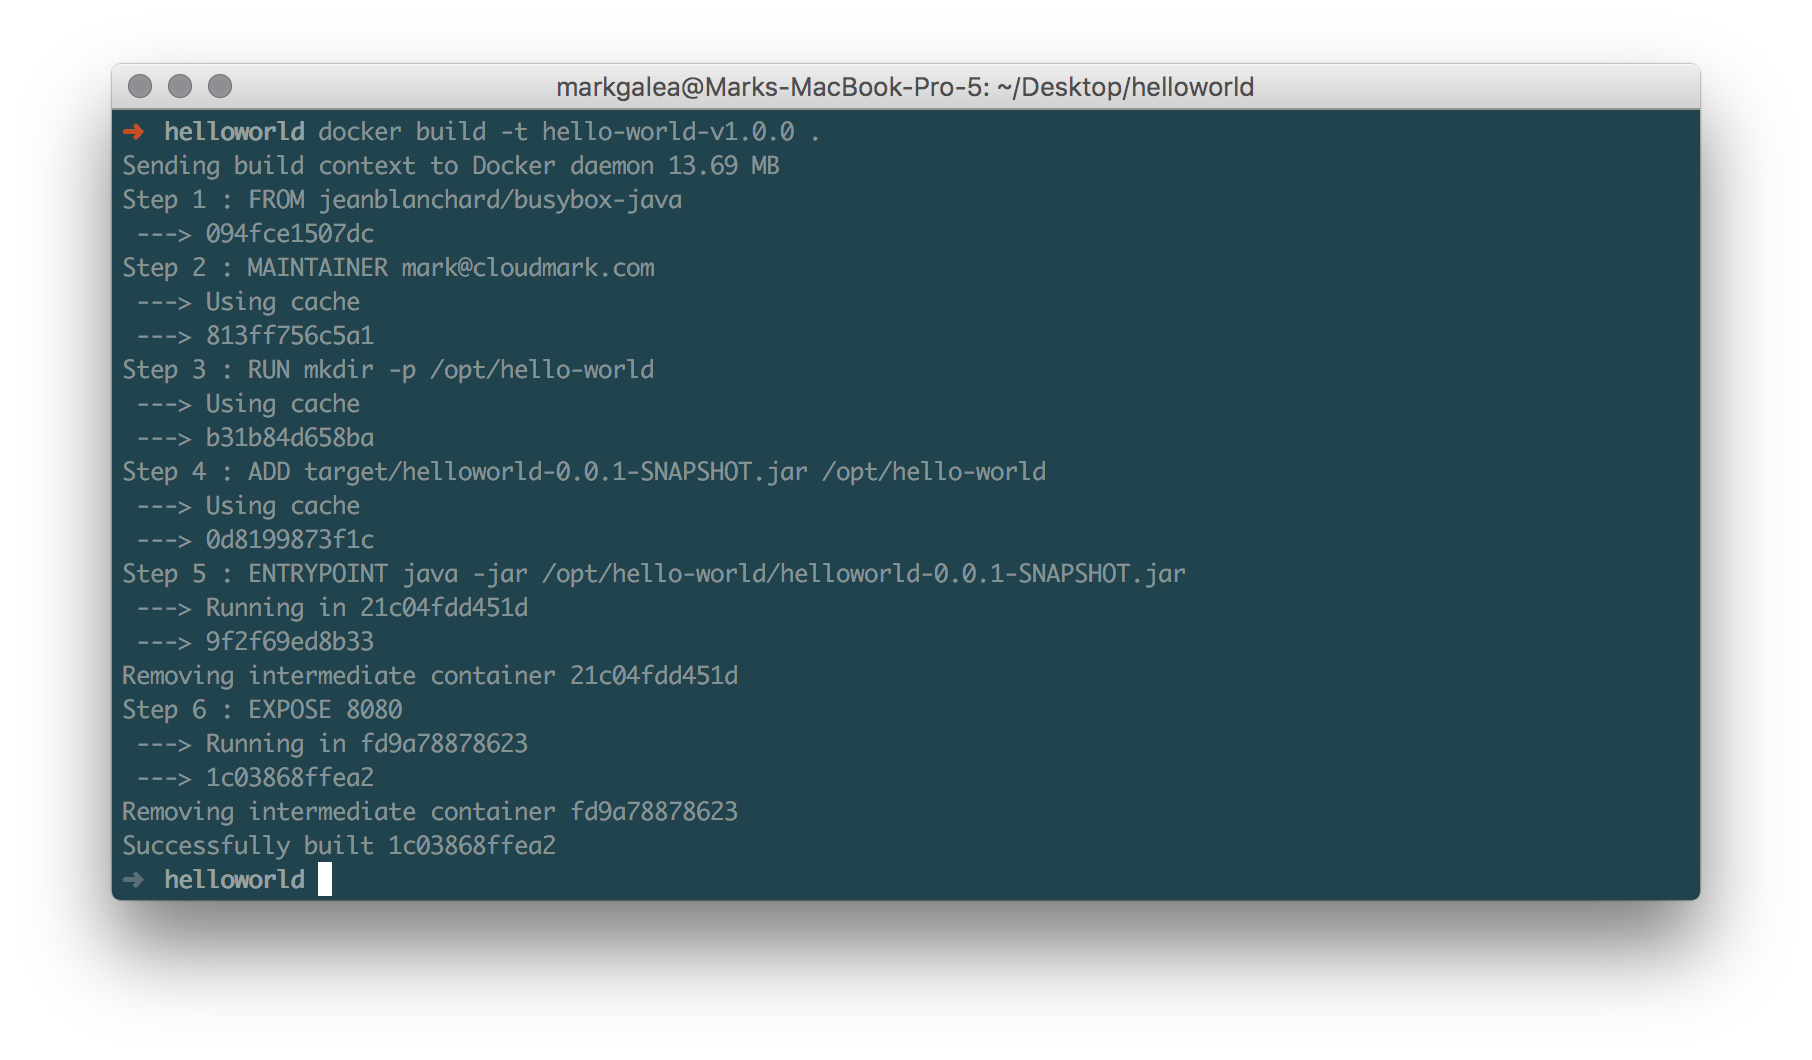 markgalea@Marks-MacBook-Pro-5: ~/Desktop/helloworld
➜ helloworld docker build -t hello-world-v1.0.0 .
Sending build context to Docker daemon 13.69 MB
Step 1 : FROM jeanblanchard/busybox-java
 ---> 094fce1507dc
Step 2 : MAINTAINER mark@cloudmark.com
 ---> Using cache
 ---> 813ff756c5a1
Step 3 : RUN mkdir -p /opt/hello-world
 ---> Using cache
 ---> b31b84d658ba
Step 4 : ADD target/helloworld-0.0.1-SNAPSHOT.jar /opt/hello-world
 ---> Using cache
 ---> 0d8199873f1c
Step 5 : ENTRYPOINT java -jar /opt/hello-world/helloworld-0.0.1-SNAPSHOT.jar
 ---> Running in 21c04fdd451d
 ---> 9f2f69ed8b33
Removing intermediate container 21c04fdd451d
Step 6 : EXPOSE 8080
 ---> Running in fd9a78878623
 ---> 1c03868ffea2
Removing intermediate container fd9a78878623
Successfully built 1c03868ffea2
➜ helloworld